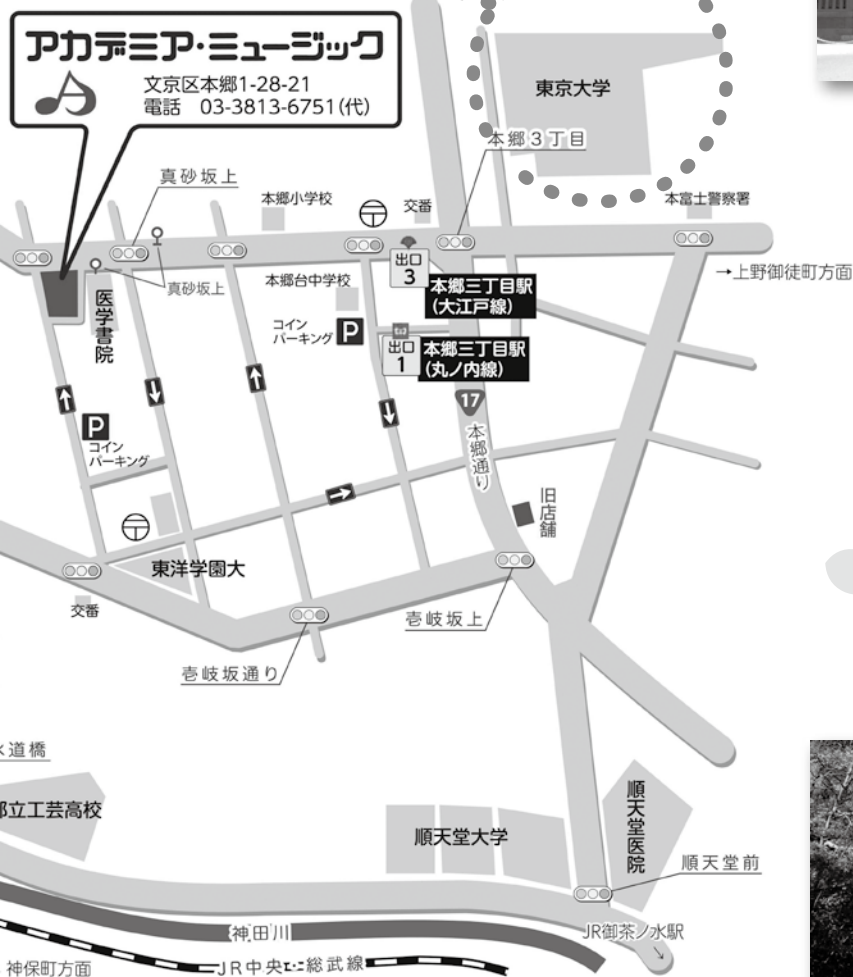 アカデミア・ミュージック
文京区本郷1-28-21
電話 03-3813-6751(代)
東京大学
本郷3丁目
真砂坂上
本郷小学校
交番
本富士警察署
出口
3
本郷三丁目駅
(大江戸線)
→上野御徒町方面
真砂坂上
本郷台中学校
医学書院
コイン
パーキング
P
出口
1
本郷三丁目駅
(丸ノ内線)
17
本郷通り
P
コイン
パーキング
旧店舗
東洋学園大
交番
壱岐坂上
壱岐坂通り
道橋
立工芸高校
順天堂大学
順天堂医院
順天堂前
神田川
JR御茶ノ水駅
神保町方面
JR中央・総武線